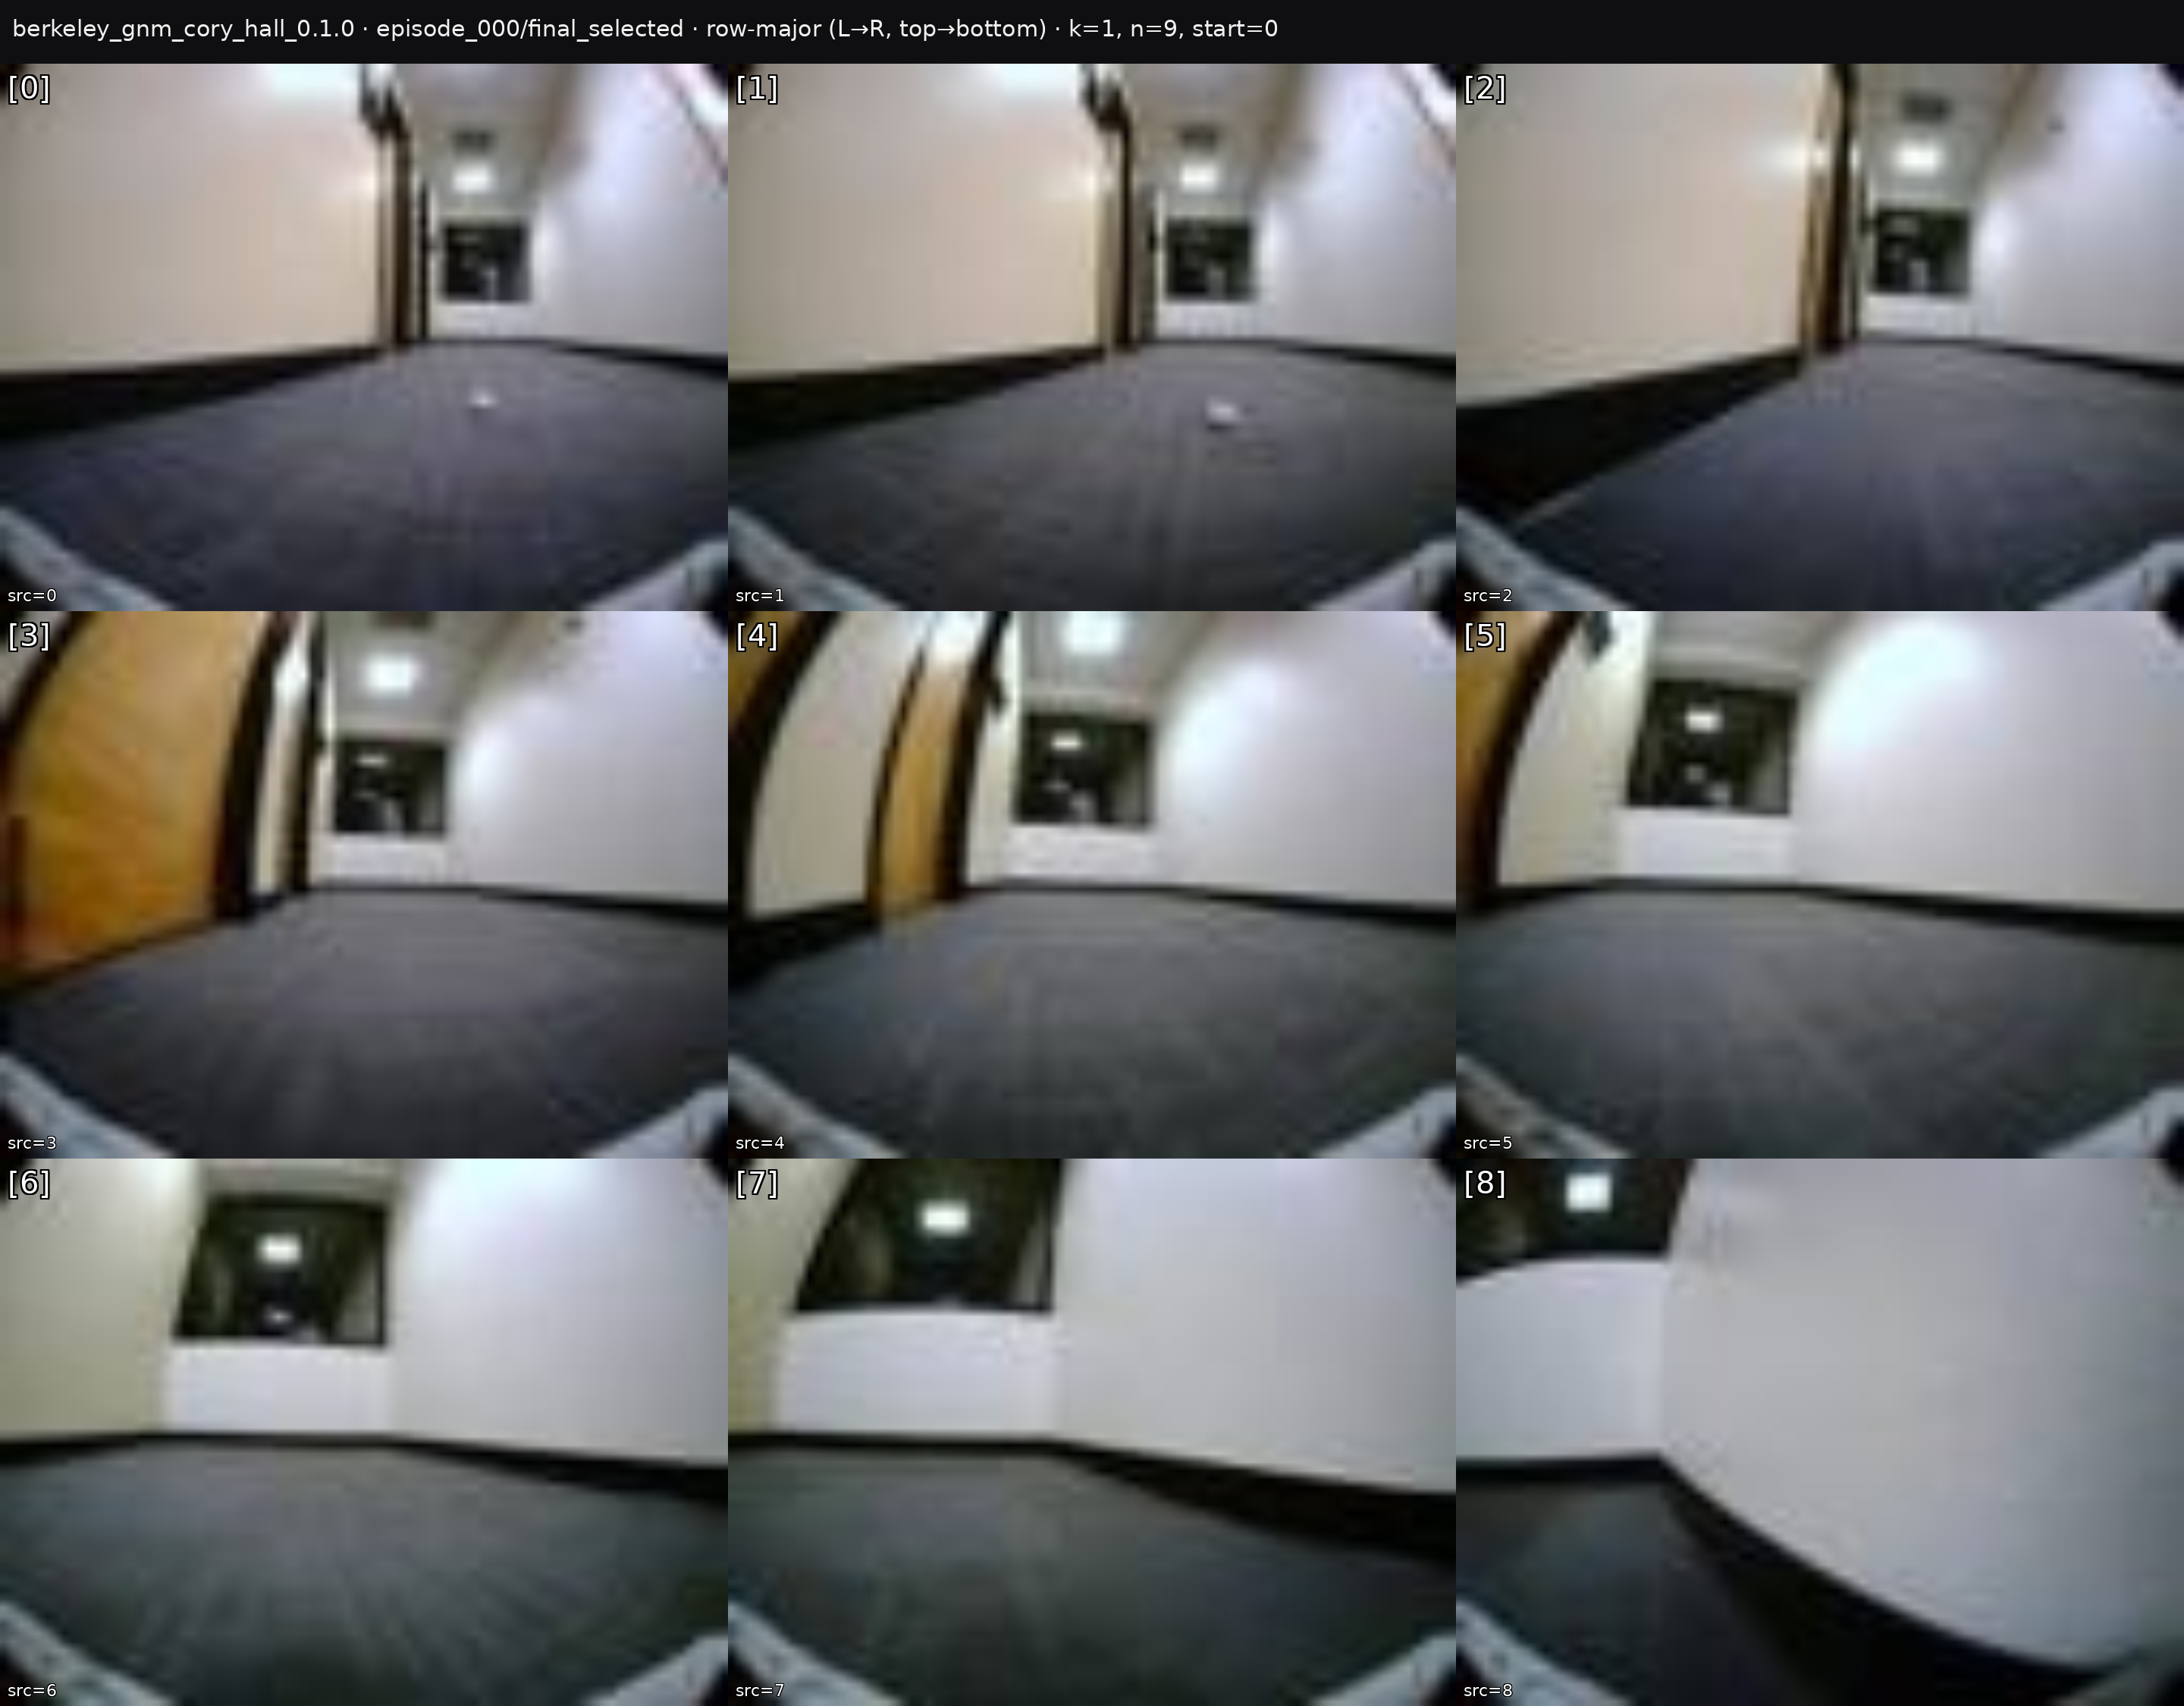 berkeley_gnm_cory_hall_0.1.0 · episode_000/final_selected · row-major (L→R, top→bottom) · k=1, n=9, start=0
[0]
[1]
[2]
src=0
src=1
src=2
[3]
[4]
[5]
src=3
src=4
src=5
[6]
[7]
[8]
src=6
src=7
src=8